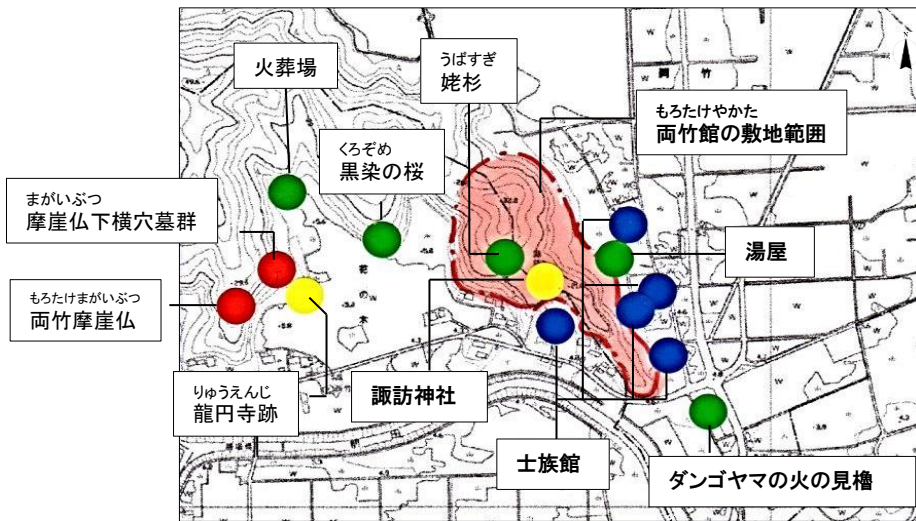 火葬場
うばすぎ
姥杉
もろたけやかた
両竹館の敷地範囲
くろぞめ
黒染の桜
まがいぶつ
摩崖仏下横穴墓群
湯屋
もろたけまがいぶつ
両竹摩崖仏
りゅうえんじ
龍円寺跡
諏訪神社
士族館
ダンゴヤマの火の見櫓